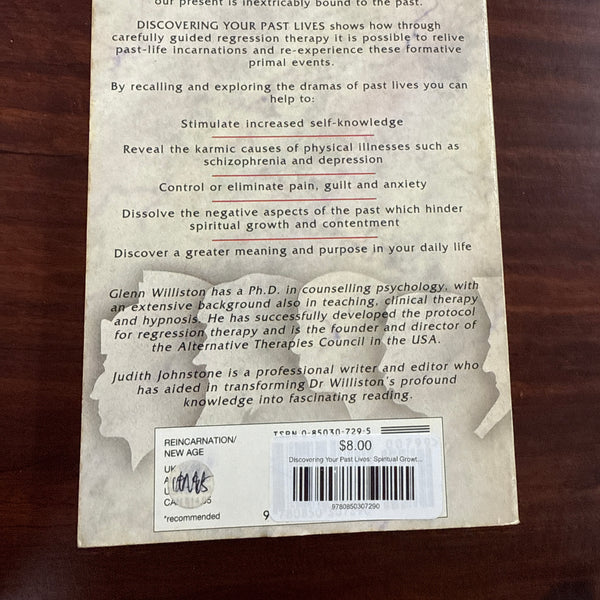 our present is inextricably bound to the past.
DISCOVERING YOUR PAST LIVES shows how through
carefully guided regression therapy it is possible to relive
past-life incarnations and re-experience these formative
primal events.
By recalling and exploring the dramas of past lives you can
help to:
Stimulate increased self-knowledge
Reveal the karmic causes of physical illnesses such as
schizophrenia and depression
Control or eliminate pain, guilt and anxiety
Dissolve the negative aspects of the past which hinder
spiritual growth and contentment
Discover a greater meaning and purpose in your daily life
Glenn Williston has a Ph.D. in counselling psychology, with
an extensive background also in teaching, clinical therapy
and hypnosis. He has successfully developed the protocol
for regression therapy and is the founder and director of
the Alternative Therapies Council in the USA.
Judith Johnstone is a professional writer and editor who
has aided in transforming Dr Williston's profound
knowledge into fascinating reading.
REINCARNATION/
NEW AGE
UK
*recommended
ISBN 0-85030-729-5
$8.00
Discovering Your Past Lives: Spiritual Growt...
9780850307290
9